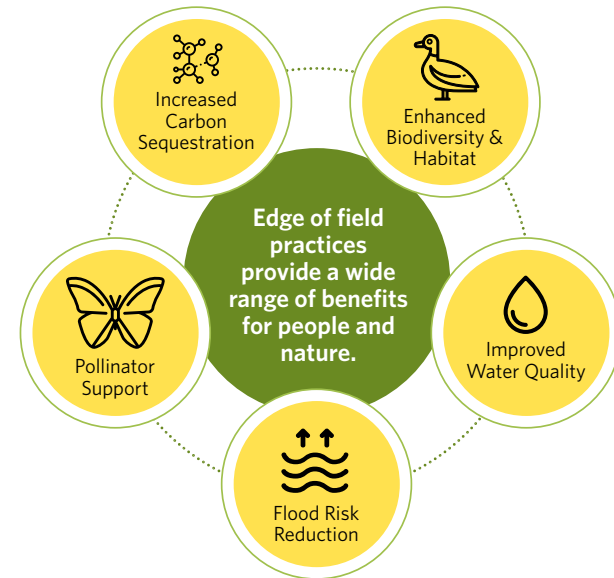 Increased
Carbon
Sequestration
Enhanced
Biodiversity &
Habitat
Edge of field
practices
provide a wide
range of benefits
for people and
nature.
Pollinator
Support
Improved
Water Quality
Flood Risk
Reduction